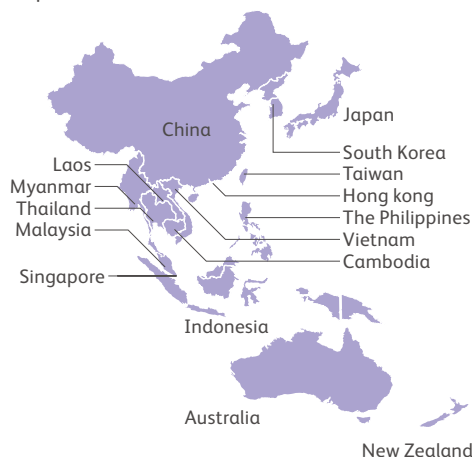 China
Japan
South Korea
Laos
Taiwan
Myanmar
Hong kong
Thailand
The Philippines
Malaysia
Vietnam
Cambodia
Singapore
Indonesia
Australia
New Zealand